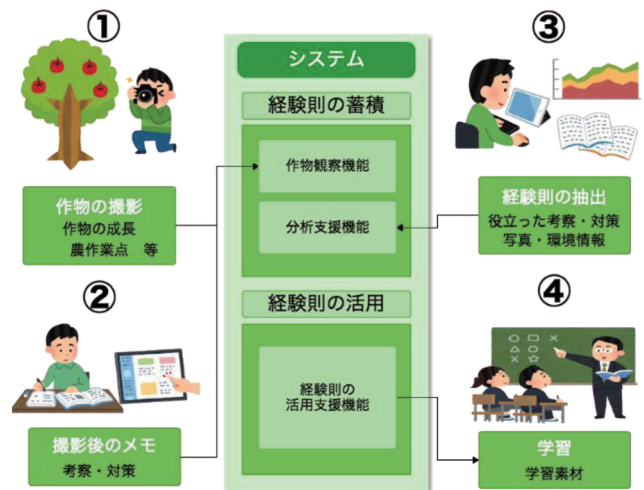 ①
作物の撮影
作物の成長
農作業点 等
②
撮影後のメモ
考察・対策
システム
経験則の蓄積
作物観察機能
分析支援機能
経験則の活用
経験則の
活用支援機能
③
経験則の抽出
役立った考察・対策
写真・環境情報
④
学習
学習素材